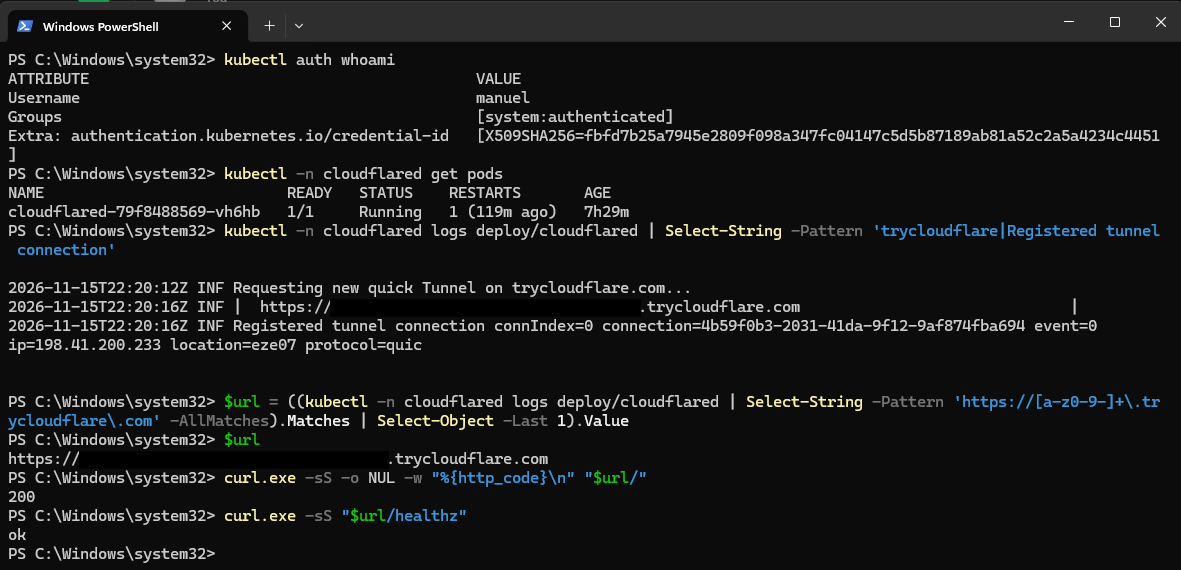 Windows PowerShell
PS C:\Windows\system32> kubectl auth whoami
ATTRIBUTE                                           VALUE
Username                                            manuel
Groups                                              [system:authenticated]
Extra: authentication.kubernetes.io/credential-id   [X509SHA256=fbfd7b25a7945e2809f098a347fc04147c5d5b87189ab81a52c2a5a4234c4451
]
PS C:\Windows\system32> kubectl -n cloudflared get pods
NAME                           READY   STATUS    RESTARTS       AGE
cloudflared-79f8488569-vh6hb   1/1     Running   1 (119m ago)   7h29m
PS C:\Windows\system32> kubectl -n cloudflared logs deploy/cloudflared | Select-String -Pattern 'trycloudflare|Registered tunnel
 connection'
2026-11-15T22:20:12Z INF Requesting new quick Tunnel on trycloudflare.com...
2026-11-15T22:20:16Z INF |  https://.trycloudflare.com                              |
2026-11-15T22:20:16Z INF Registered tunnel connection connIndex=0 connection=4b59f0b3-2031-41da-9f12-9af874fba694 event=0
ip=198.41.200.233 location=eze07 protocol=quic
PS C:\Windows\system32> $url = ((kubectl -n cloudflared logs deploy/cloudflared | Select-String -Pattern 'https://[a-z0-9-]+\.tr
ycloudflare\.com' -AllMatches).Matches | Select-Object -Last 1).Value
PS C:\Windows\system32> $url
https://.trycloudflare.com
PS C:\Windows\system32> curl.exe -sS -o NUL -w "%{http_code}\n" "$url/"
200
PS C:\Windows\system32> curl.exe -sS "$url/healthz"
ok
PS C:\Windows\system32>